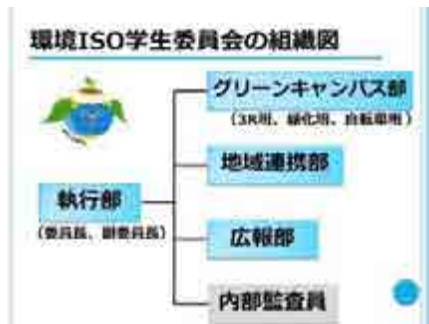 環境ISO学生委員会の組織図
グリーンキャンパス部
(3R班、緑化班、自転車班)
地域連携部
執行部
(委員長、副委員長)
広報部
内部監査員